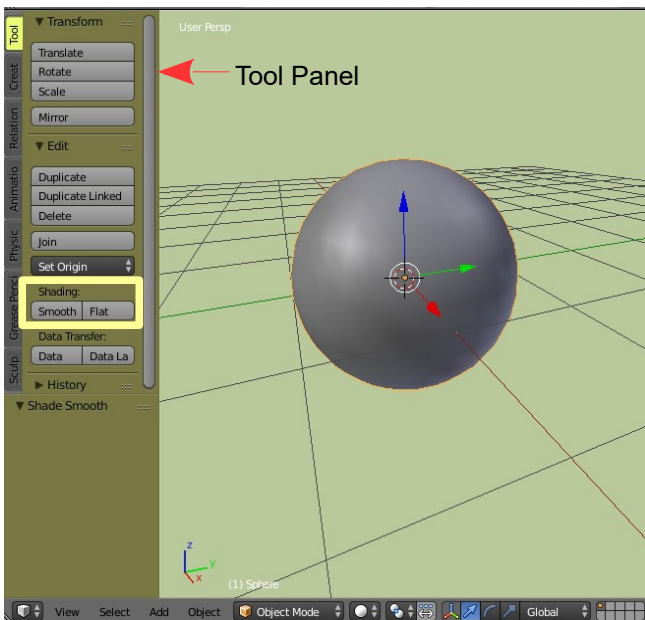 Tool
Creat
Relation
Animatio
Physic
Grease Penci
Sculp
Transform
Translate
Rotate
Scale
Mirror
Edit
Duplicate
Duplicate Linked
Delete
Join
Set Origin
Shading:
Smooth Flat
Data Transfer:
Data Data La
History
Shade Smooth
User Persp
Tool Panel
z
y
x
(1) Sphere
View Select Add Object Object Mode Global